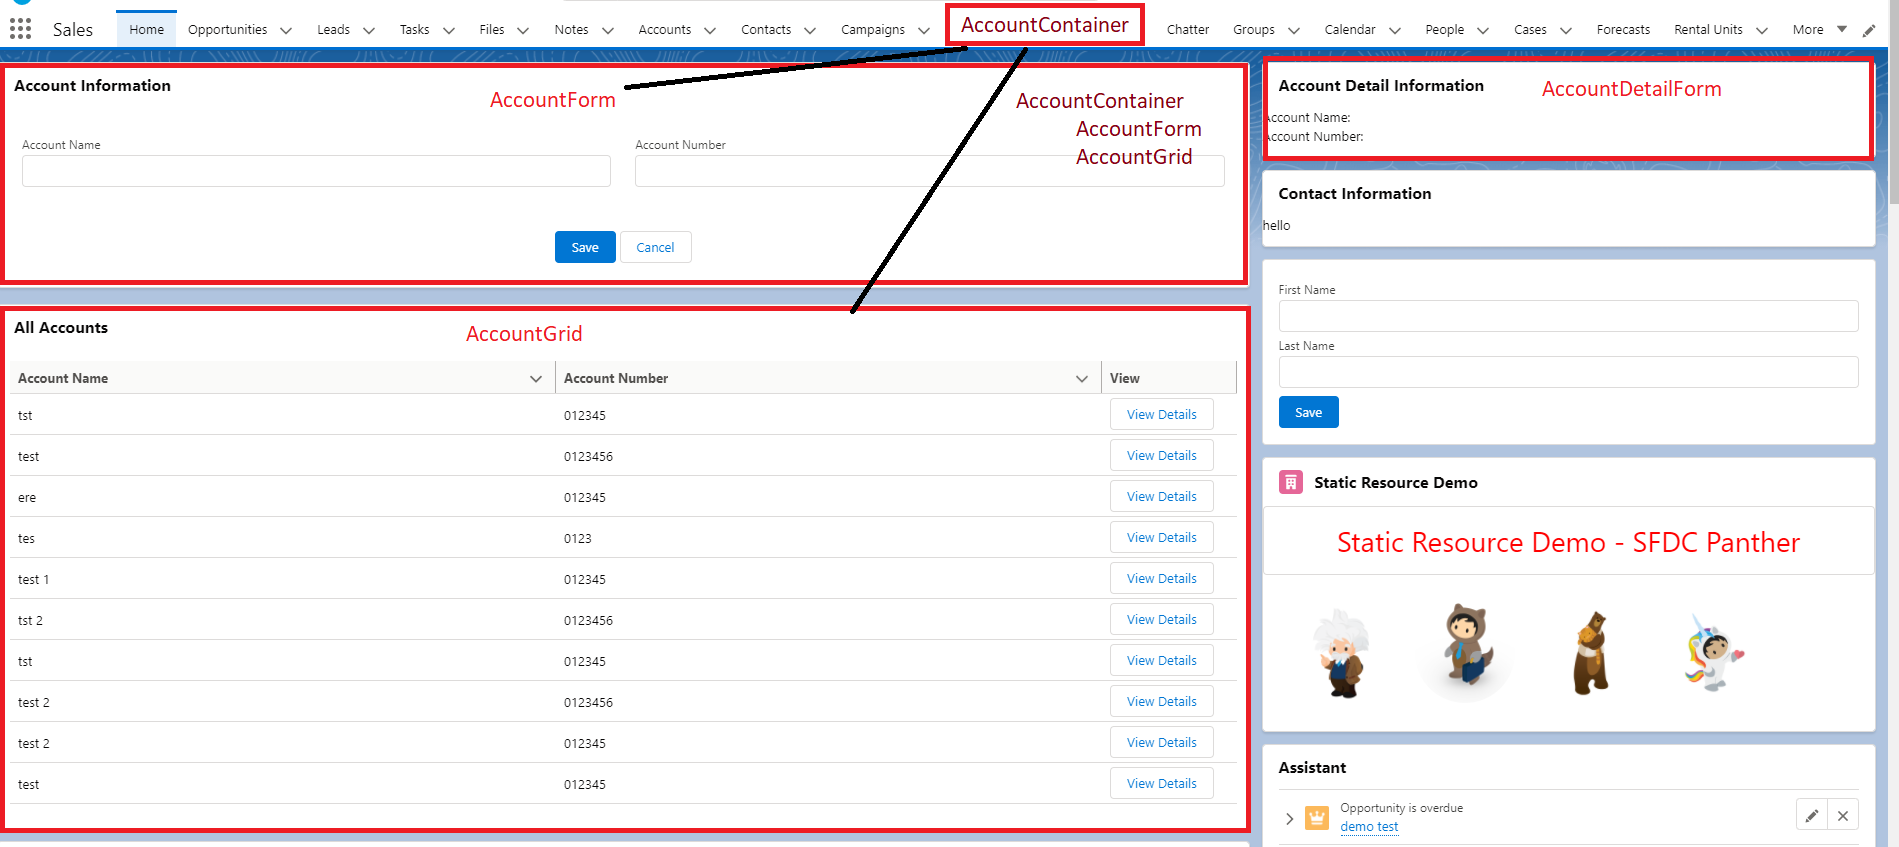 Sales
Home
Opportunities
Leads
Tasks
Files
Notes
Accounts
Contacts
Campaigns
AccountContainer
Chatter
Groups
Calendar
People
Cases
Forecasts
Rental Units
More
Account Information
AccountForm
AccountContainer
AccountForm
AccountGrid
Account Name
Account Number
Save
Cancel
All Accounts
AccountGrid
Account Name
Account Number
View
tst
012345
View Details
test
0123456
View Details
ere
012345
View Details
tes
0123
View Details
test 1
012345
View Details
tst 2
0123456
View Details
tst
012345
View Details
test 2
0123456
View Details
test 2
012345
View Details
test
012345
View Details
Account Detail Information
AccountDetailForm
Account Name:
Account Number:
Contact Information
hello
First Name
Last Name
Save
Static Resource Demo
Static Resource Demo - SFDC Panther
Assistant
Opportunity is overdue
demo test